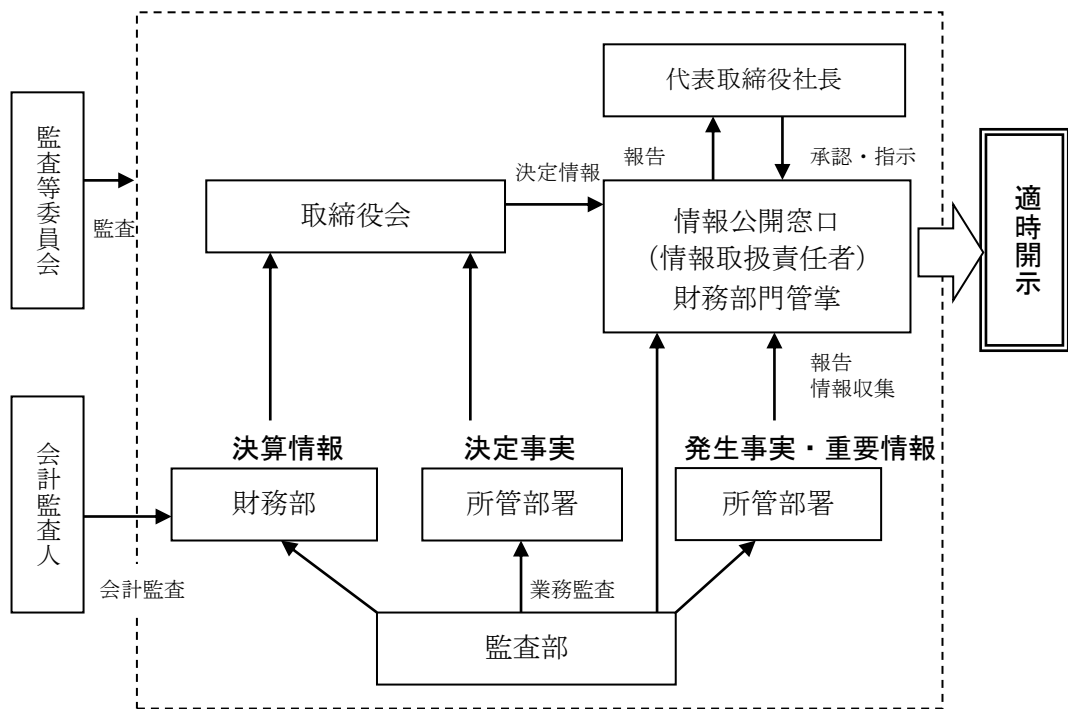 代表取締役社長
監査等委員会
監査
報告
承認・指示
決定情報
取締役会
情報公開窓口
(情報取扱責任者)
財務部門管掌
適時開示
報告
情報収集
会計監査人
会計監査
決算情報
決定事実
発生事実・重要情報
財務部
所管部署
所管部署
業務監査
監査部